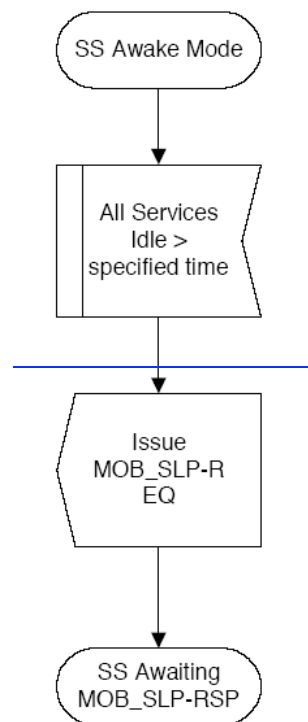 SS Awake Mode
All Services
Idle >
specified time
Issue
MOB_SLP-R
EQ
SS Awaiting
MOB_SLP-RSP